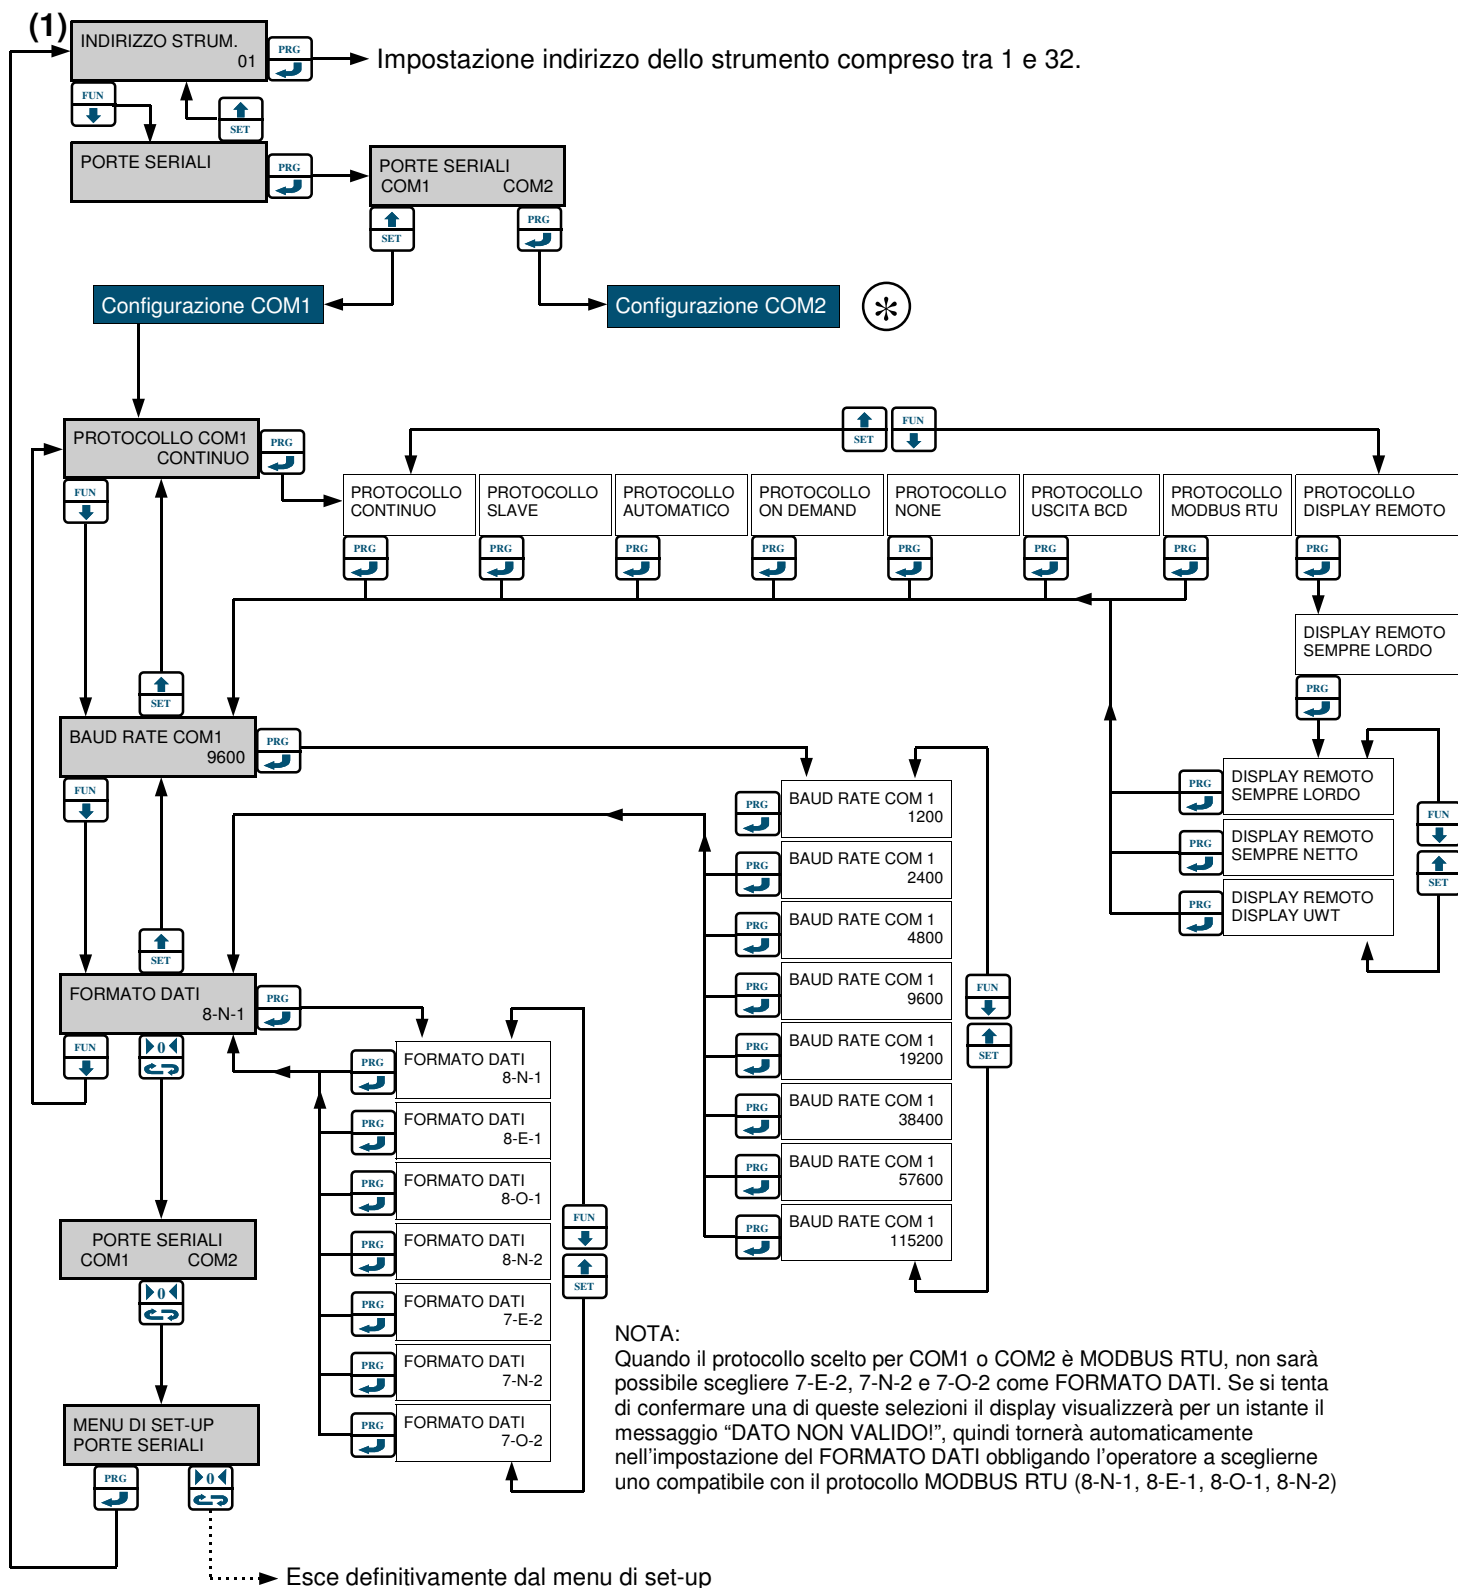 (1)
INDIRIZZO STRUM.
01
PRG
Impostazione indirizzo dello strumento compreso tra 1 e 32.
FUN
SET
PORTE SERIALI
PRG
PORTE SERIALI
COM1 COM2
SET
PRG
Configurazione COM1
Configurazione COM2
*
PROTOCOLLO COM1
CONTINUO
PRG
SET
FUN
FUN
PROTOCOLLO
CONTINUO
PROTOCOLLO
SLAVE
PROTOCOLLO
AUTOMATICO
PROTOCOLLO
ON DEMAND
PROTOCOLLO
NONE
PROTOCOLLO
USCITA BCD
PROTOCOLLO
MODBUS RTU
PROTOCOLLO
DISPLAY REMOTO
PRG
PRG
PRG
PRG
PRG
PRG
PRG
PRG
DISPLAY REMOTO
SEMPRE LORDO
PRG
SET
BAUD RATE COM1
9600
PRG
FUN
PRG
DISPLAY REMOTO
SEMPRE LORDO
PRG
DISPLAY REMOTO
SEMPRE NETTO
PRG
DISPLAY REMOTO
DISPLAY UWT
FUN
SET
PRG
BAUD RATE COM 1
1200
PRG
BAUD RATE COM 1
2400
PRG
BAUD RATE COM 1
4800
PRG
BAUD RATE COM 1
9600
PRG
BAUD RATE COM 1
19200
PRG
BAUD RATE COM 1
38400
PRG
BAUD RATE COM 1
57600
PRG
BAUD RATE COM 1
115200
FUN
SET
SET
FORMATO DATI
8-N-1
PRG
FUN
0
PRG
FORMATO DATI
8-N-1
PRG
FORMATO DATI
8-E-1
PRG
FORMATO DATI
8-O-1
PRG
FORMATO DATI
8-N-2
PRG
FORMATO DATI
7-E-2
PRG
FORMATO DATI
7-N-2
PRG
FORMATO DATI
7-O-2
FUN
SET
PORTE SERIALI
COM1 COM2
0
MENU DI SET-UP
PORTE SERIALI
PRG
0
NOTA:
Quando il protocollo scelto per COM1 o COM2 è MODBUS RTU, non sarà
possibile scegliere 7-E-2, 7-N-2 e 7-O-2 come FORMATO DATI. Se si tenta
di confermare una di queste selezioni il display visualizzerà per un istante il
messaggio “DATO NON VALIDO!”, quindi tornerà automaticamente
nell’impostazione del FORMATO DATI obbligando l’operatore a sceglierne
uno compatibile con il protocollo MODBUS RTU (8-N-1, 8-E-1, 8-O-1, 8-N-2)
Esce definitivamente dal menu di set-up